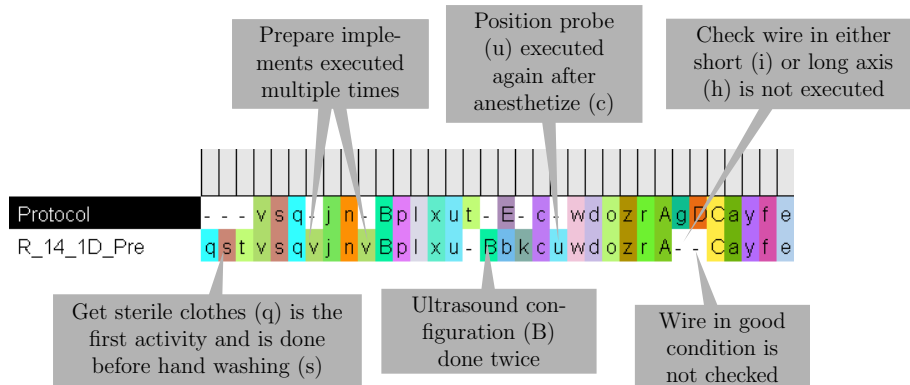 Prepare imple-
ments executed
multiple times
Position probe
(u) executed
again after
anesthetize (c)
Check wire in either
short (i) or long axis
(h) is not executed
Protocol - - - v s q - j n - B p l x u t - E - c - w d o z r A g D C a y f e
R_14_1D_Pre q s t v s q v j n v B p l x u - B b k c u w d o z r A - - C a y f e
Get sterile clothes (q) is the
first activity and is done
before hand washing (s)
Ultrasound con-
figuration (B)
done twice
Wire in good
condition is
not checked